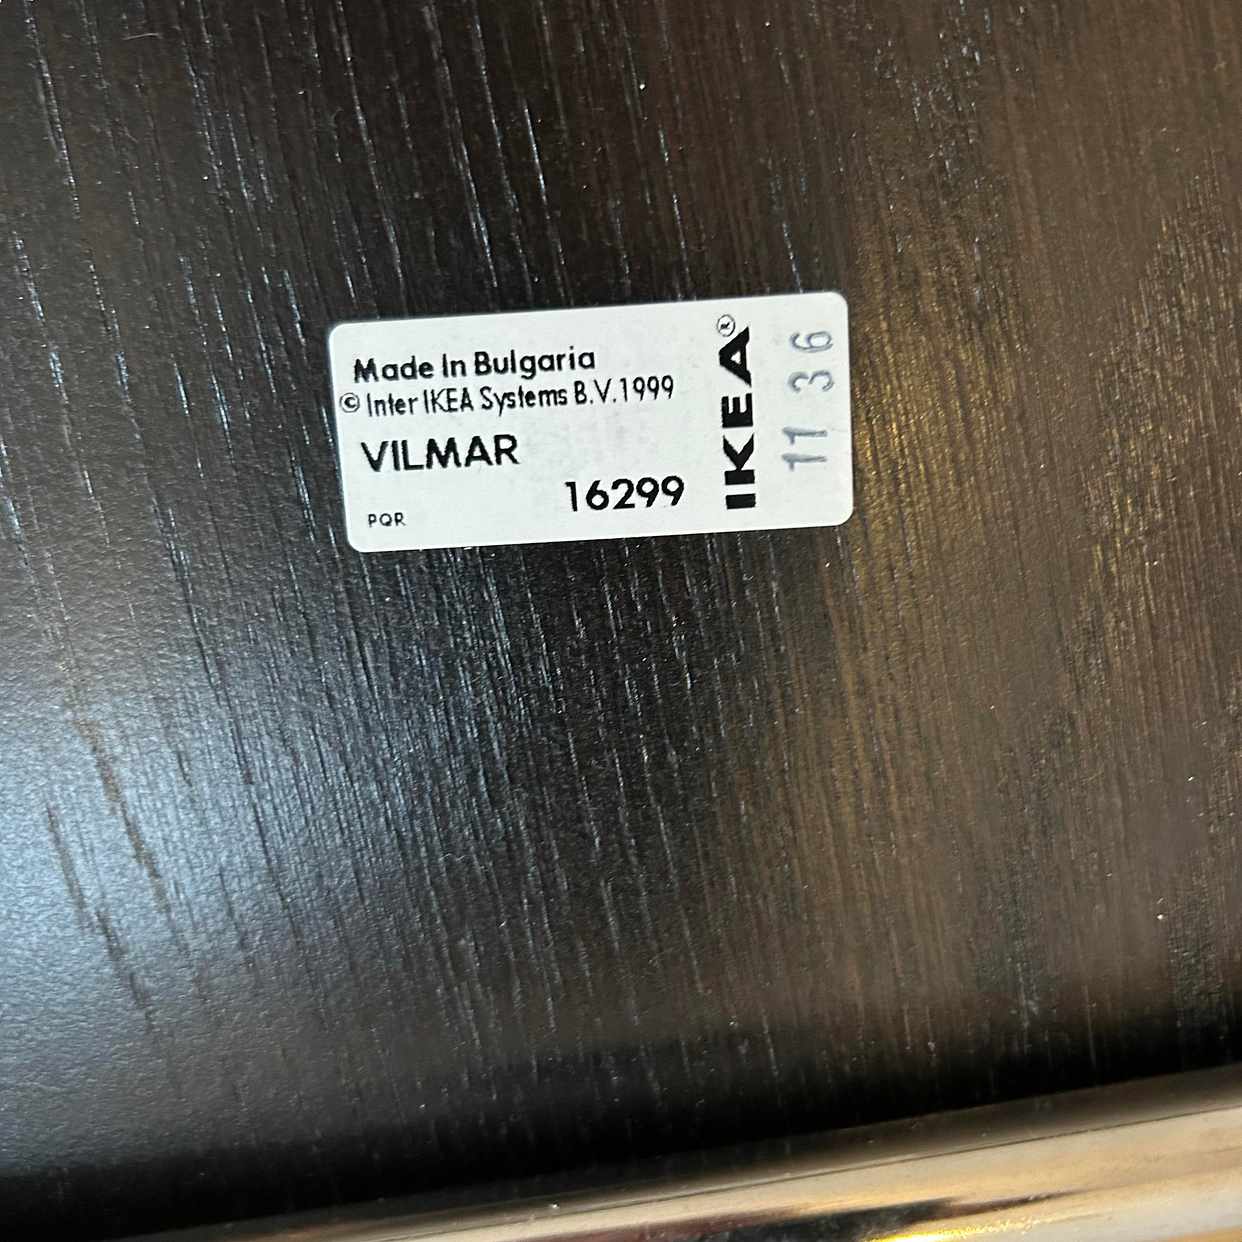 Made In Bulgaria
© Inter IKEA Systems B.V. 1999
VILMAR
16299
PQR
IKEA®
11 36